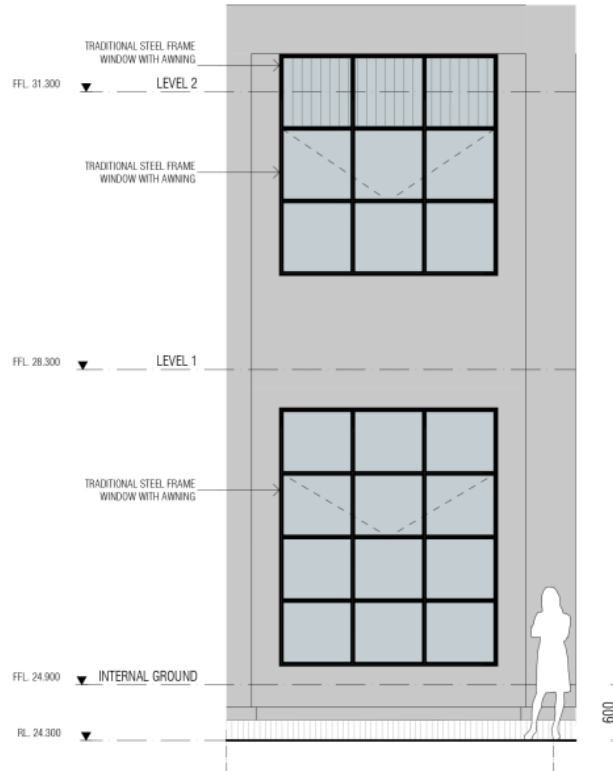 TRADITIONAL STEEL FRAME
WINDOW WITH AWNING
FFL. 31.300
LEVEL 2
TRADITIONAL STEEL FRAME
WINDOW WITH AWNING
FFL. 28.300
LEVEL 1
TRADITIONAL STEEL FRAME
WINDOW WITH AWNING
FFL. 24.900
INTERNAL GROUND
600
RL. 24.300